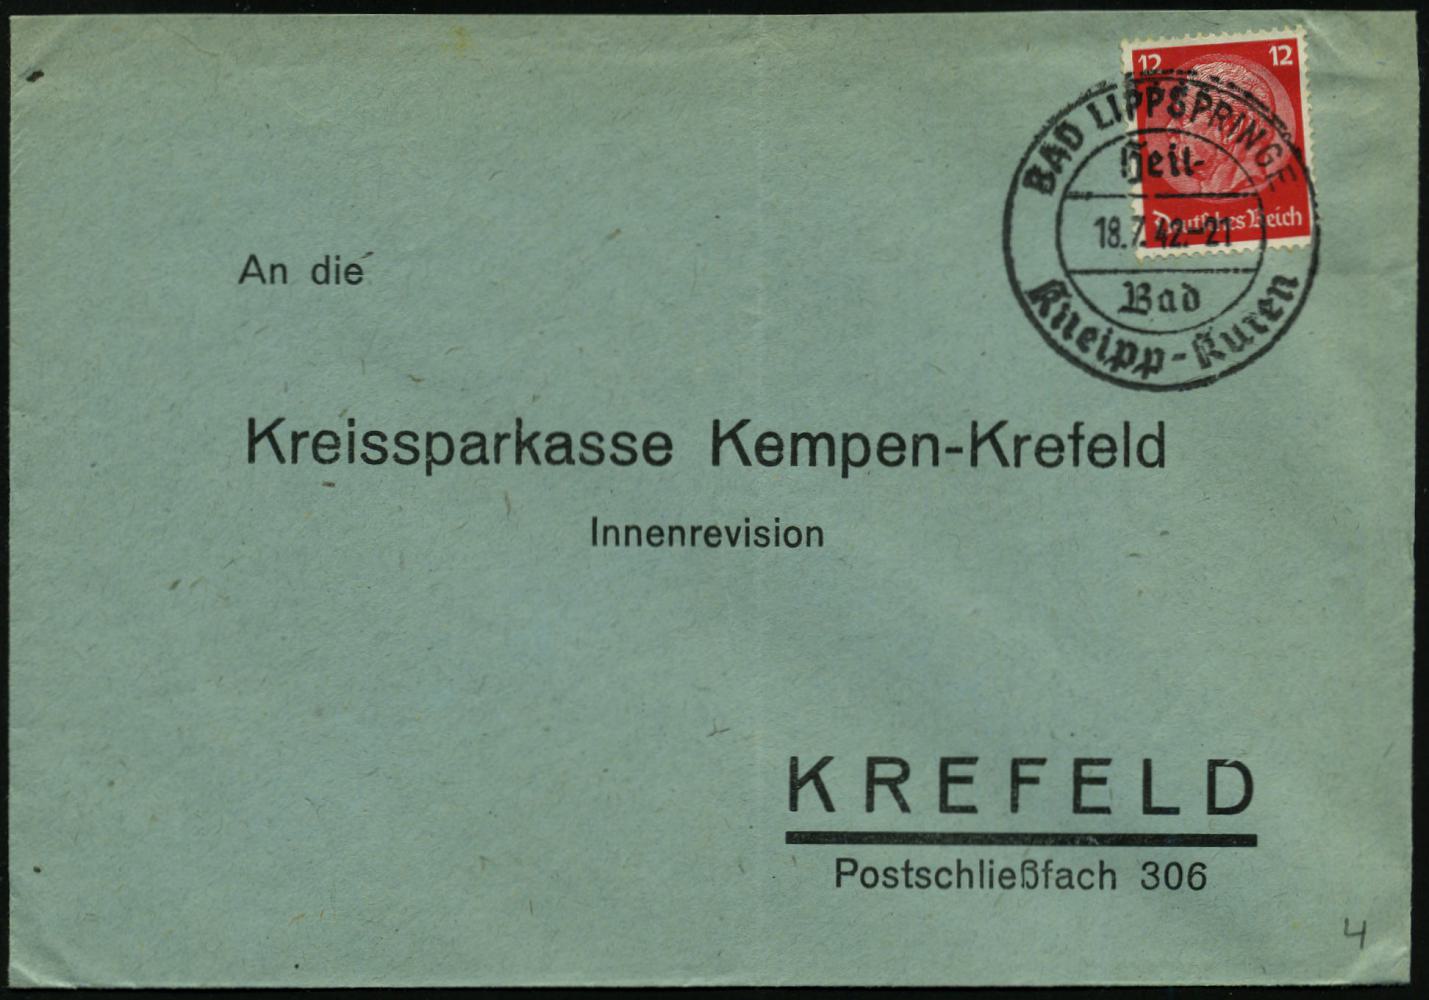 12 12
Deutsches Reich
BAD LIPPSPRINGE
Heil-
18.7.42.-21
Bad
Kneipp-Kuren
An die
Kreissparkasse Kempen-Krefeld
Innenrevision
KREFELD
Postschließfach 306
4